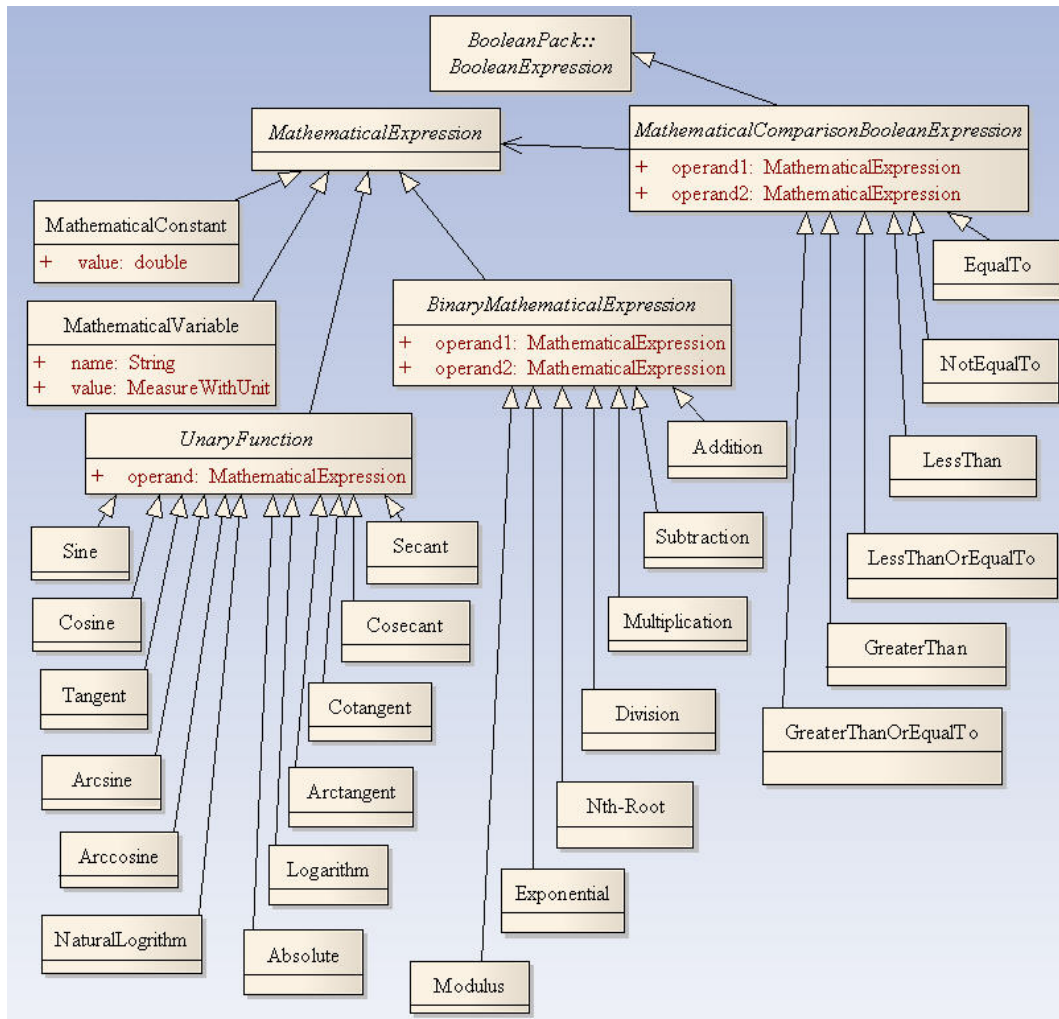 BooleanPack::
BooleanExpression
MathematicalExpression
MathematicalComparisonBooleanExpression
+ operand1: MathematicalExpression
+ operand2: MathematicalExpression
MathematicalConstant
+ value: double
EqualTo
MathematicalVariable
+ name: String
+ value: MeasureWithUnit
BinaryMathematicalExpression
+ operand1: MathematicalExpression
+ operand2: MathematicalExpression
NotEqualTo
UnaryFunction
+ operand: MathematicalExpression
Addition
LessThan
Sine
Secant
Subtraction
LessThanOrEqualTo
Cosine
Cosecant
Multiplication
GreaterThan
Tangent
Cotangent
Division
GreaterThanOrEqualTo
Arcsine
Arctangent
Nth-Root
Arccosine
Logarithm
Exponential
NaturalLogrithm
Absolute
Modulus